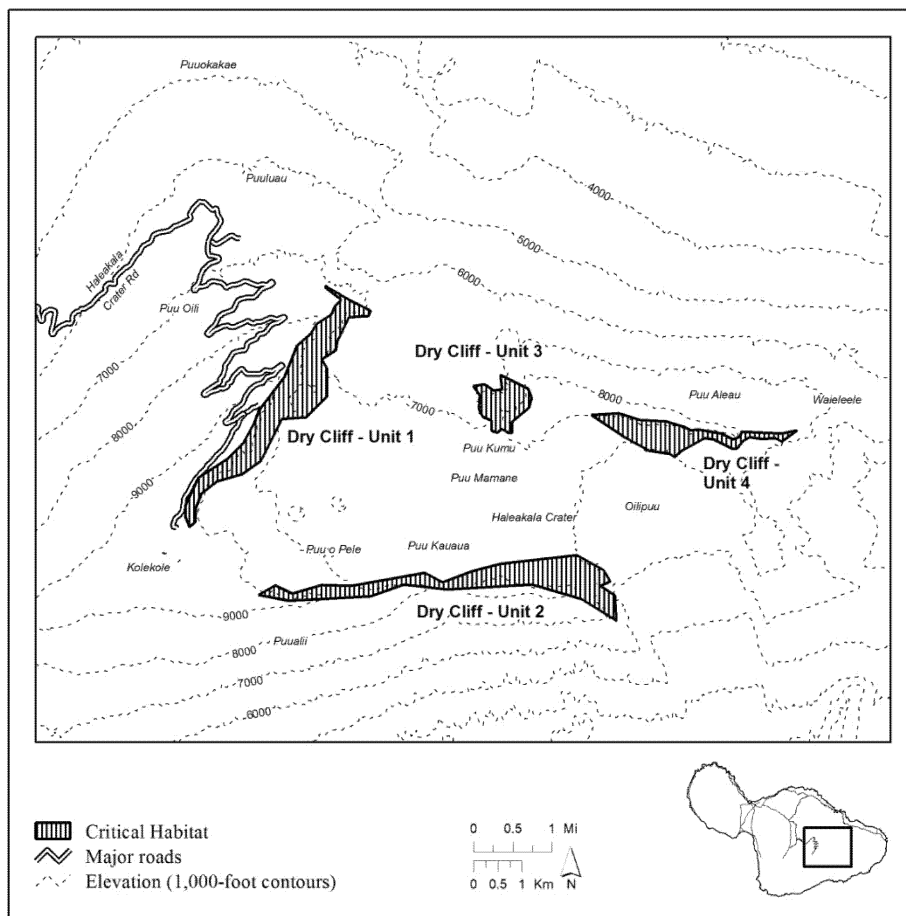 Puuokakae
Puuluau
4000
5000
6000
Haleakala
Crater Rd
Puu Oili
7000
8000
9000
Dry Cliff - Unit 3
7000
8000
Puu Aleau
Waieleele
Dry Cliff - Unit 1
Puu Kumu
Puu Mamane
Dry Cliff -
Unit 4
Haleakala Crater
Oilipuu
Kolekole
Puu o Pele
Puu Kauaua
Dry Cliff - Unit 2
9000
Puualii
8000
7000
6000
Critical Habitat
Major roads
Elevation (1,000-foot contours)
0 0.5 1 Mi
0 0.5 1 Km
N